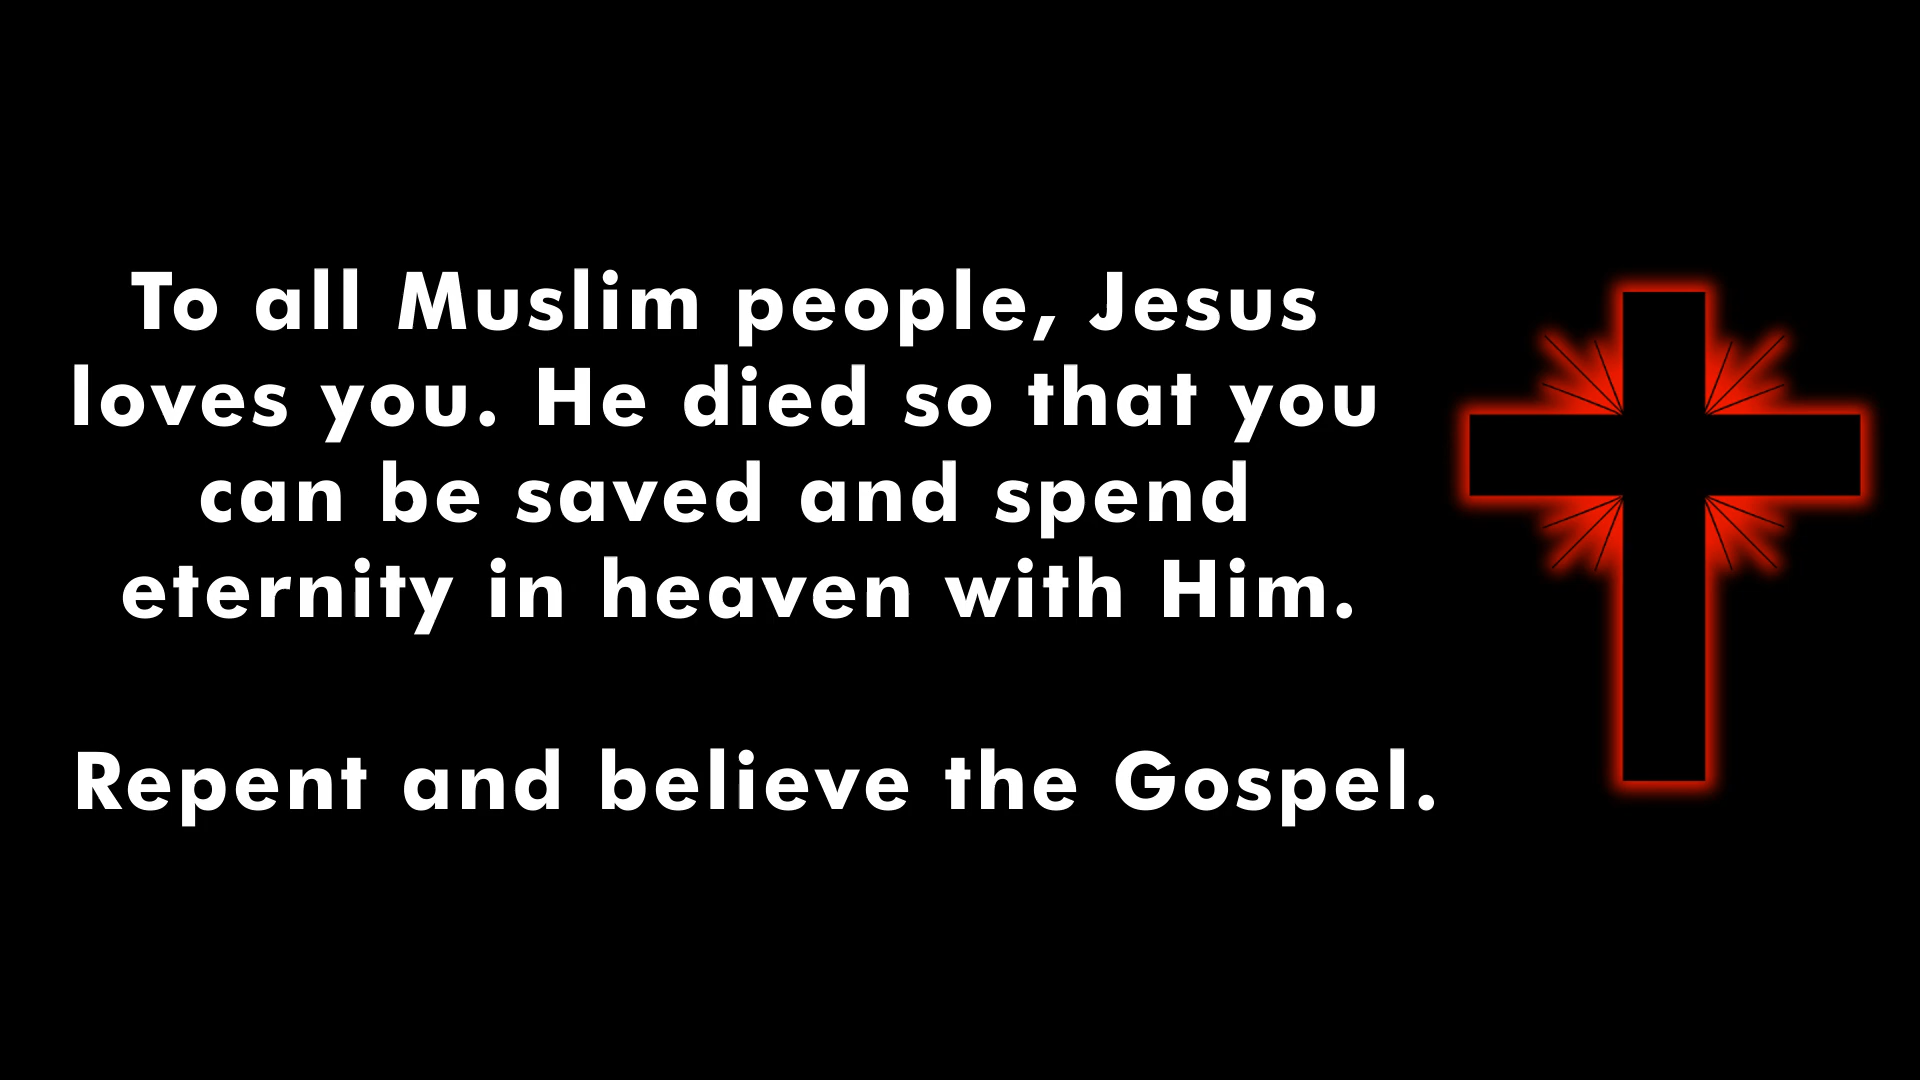 To all Muslim people, Jesus
loves you. He died so that you
can be saved and spend
eternity in heaven with Him.
Repent and believe the Gospel.